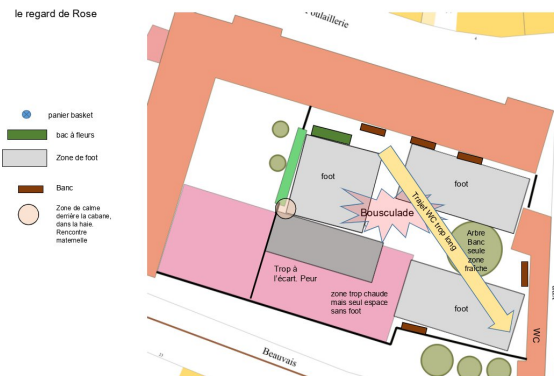 le regard de Rose
panier basket
bac à fleurs
Zone de foot
Banc
Zone de calme
derrière la cabane,
dans la haie.
Rencontre
maternelle
Poulaillerie
foot
foot
Bousculade
Trajet WC trop long
Arbre
Banc
seule
zone
fraîche
Trop à
l'écart. Peur
zone trop chaude
mais seul espace
sans foot
foot
WC
Beauvais